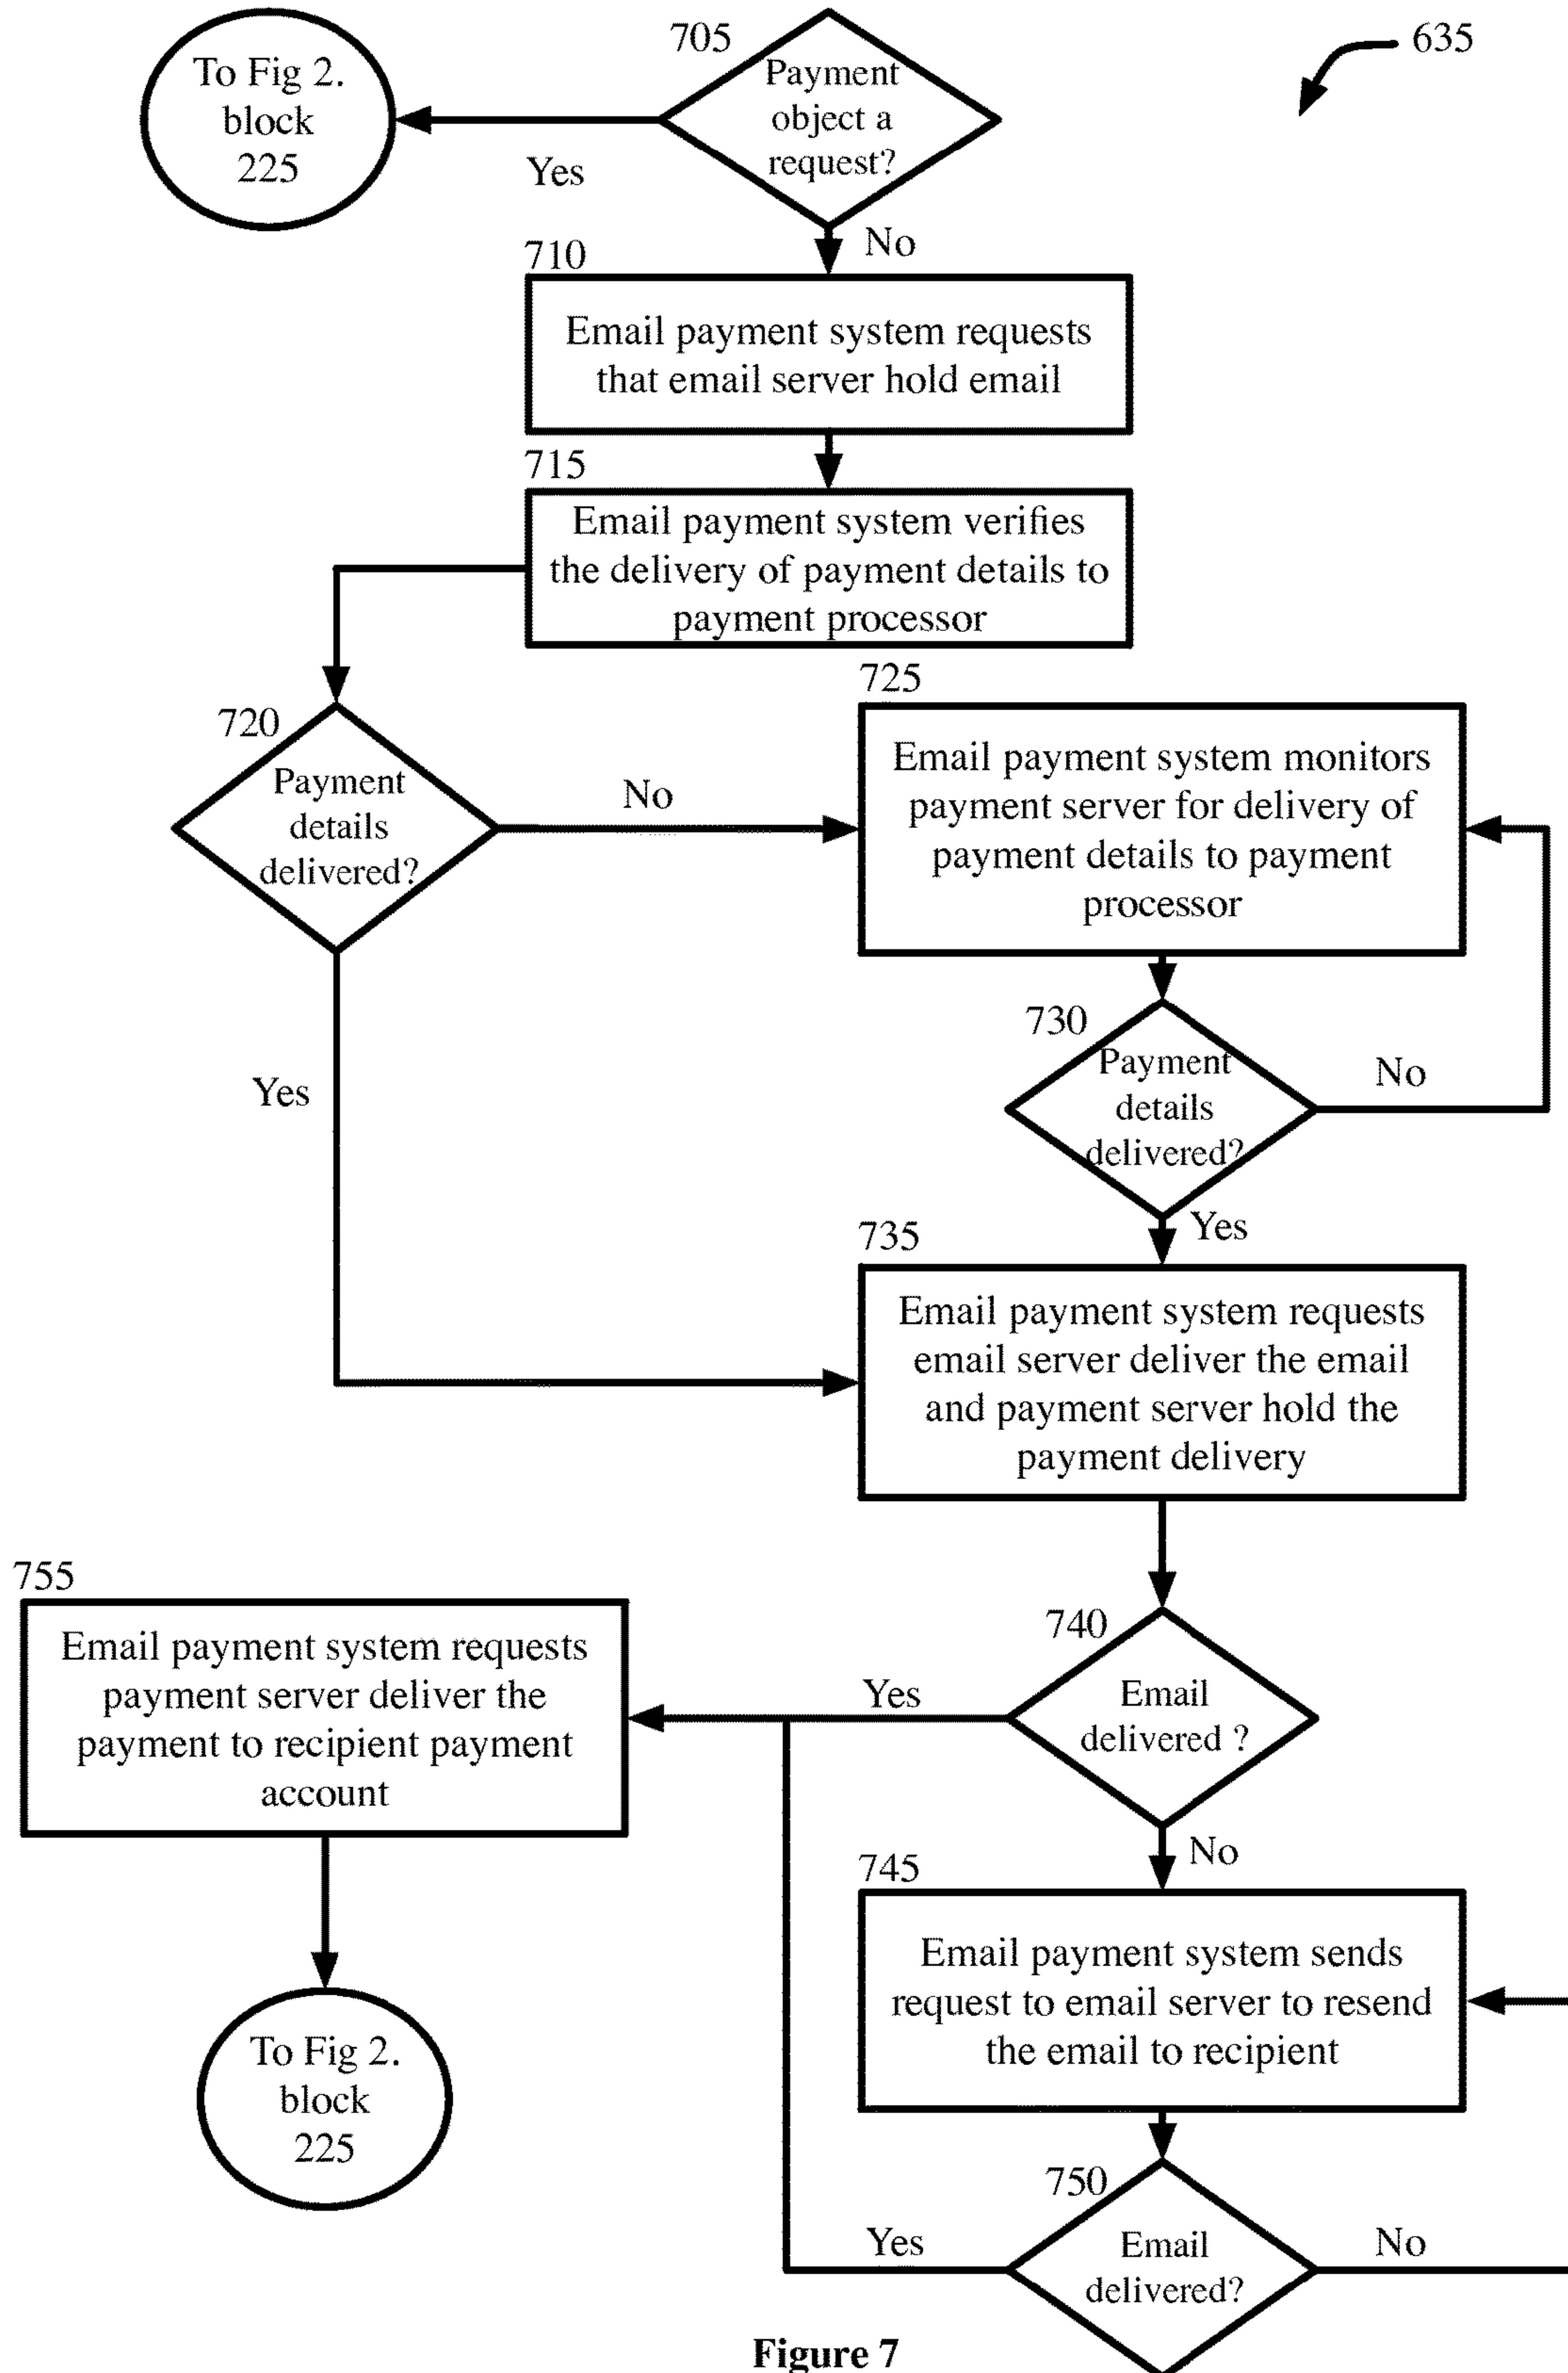 635
705
Payment
object a
request?
To Fig 2.
block
225
Yes
No
710
Email payment system requests
that email server hold email
715
Email payment system verifies
the delivery of payment details to
payment processor
720
Payment
details
delivered?
No
725
Email payment system monitors
payment server for delivery of
payment details to payment
processor
730
Payment
details
delivered?
No
Yes
Yes
735
Email payment system requests
email server deliver the email
and payment server hold the
payment delivery
740
Email
delivered ?
Yes
755
Email payment system requests
payment server deliver the
payment to recipient payment
account
No
745
Email payment system sends
request to email server to resend
the email to recipient
To Fig 2.
block
225
750
Email
delivered?
Yes
No
Figure 7